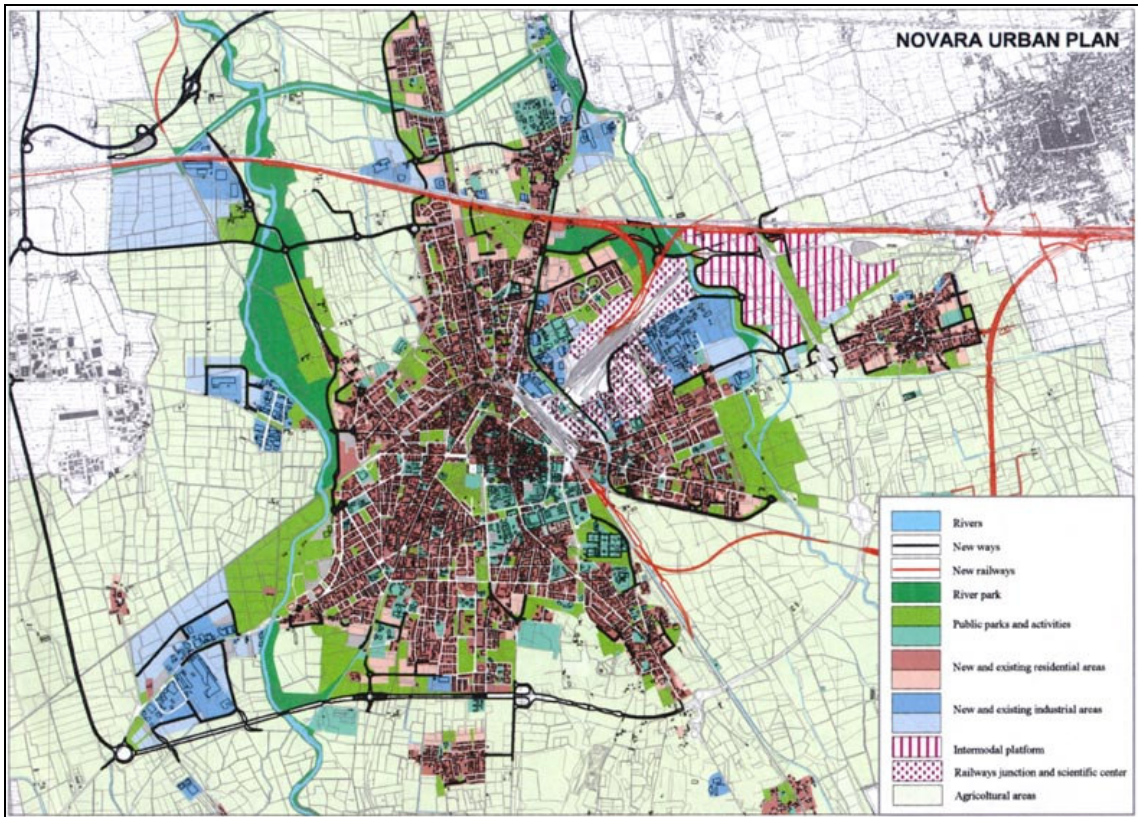 NOVARA URBAN PLAN
Rivers
New ways
New railways
River park
Public parks and activities
New and existing residential areas
New and existing industrial areas
Intermodal platform
Railways junction and scientific center
Agricoltural areas